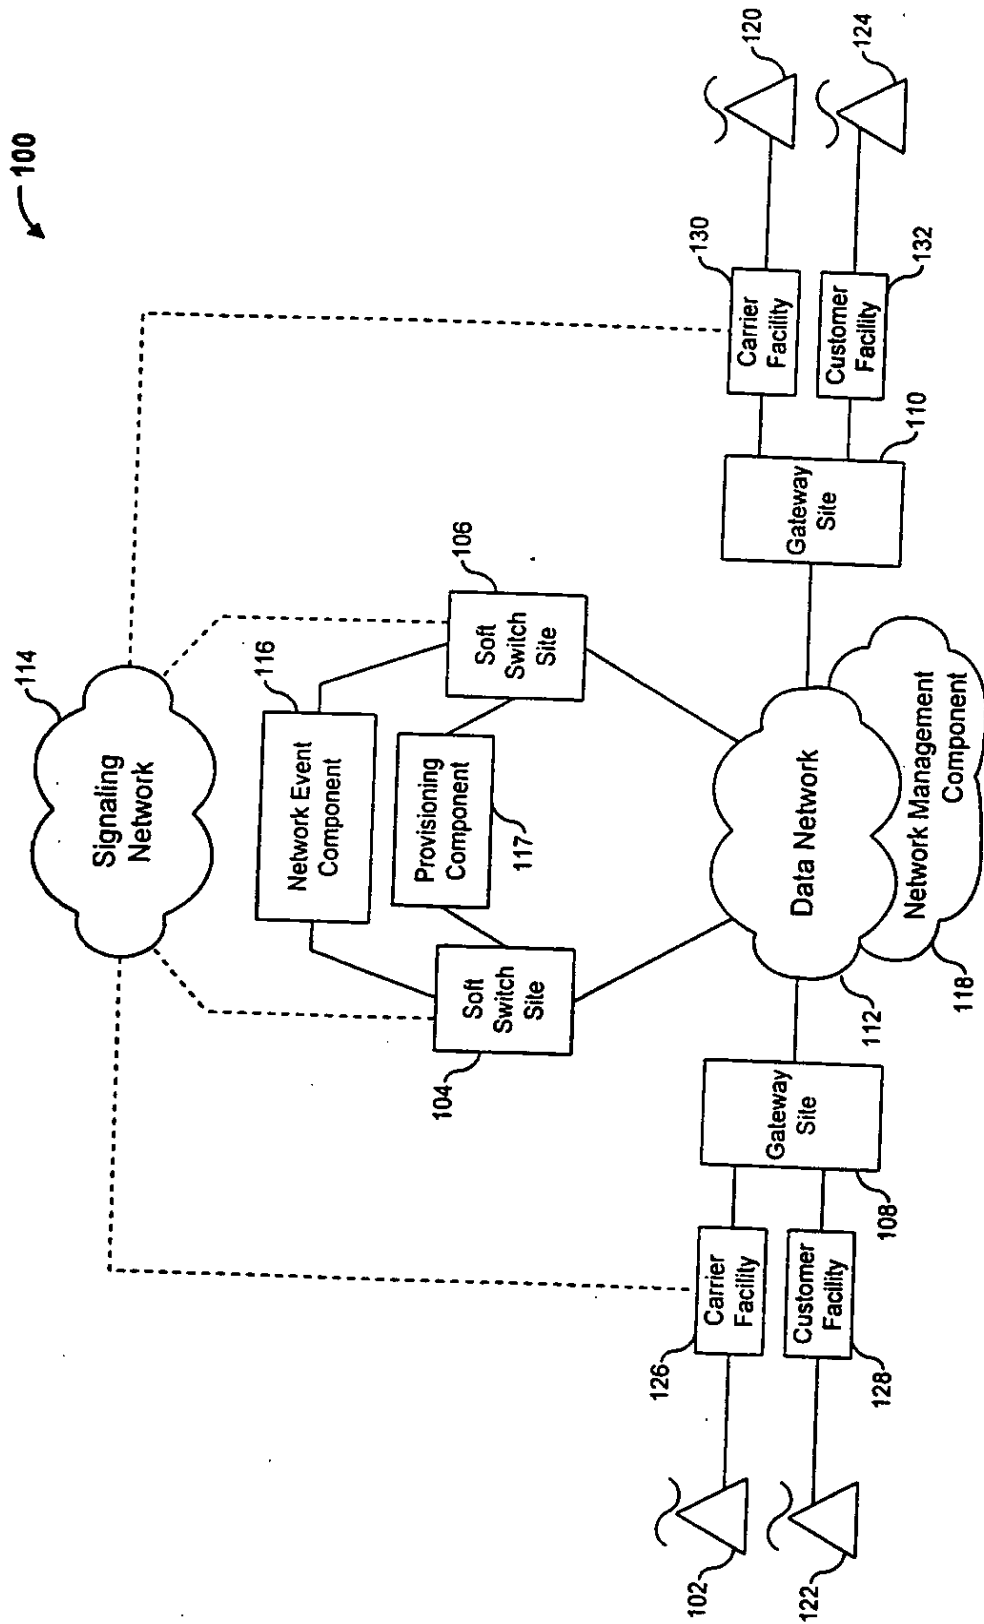 100
114
Signaling
Network
116
Network Event
Component
106
Soft
Switch
Site
Provisioning
Component
117
Soft
Switch
Site
104
Data Network
112
Network Management
Component
118
Gateway
Site
108
Gateway
Site
110
Carrier
Facility
126
Customer
Facility
128
Carrier
Facility
130
Customer
Facility
132
102
122
120
124